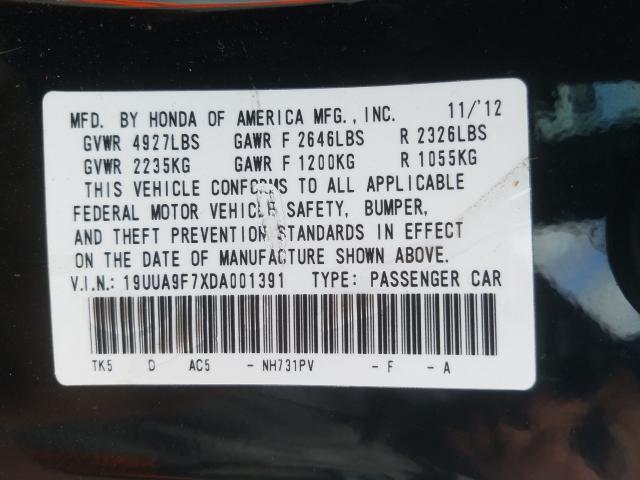 MFD. BY HONDA OF AMERICA MFG., INC. 11/'12
GVWR 4927LBS GAWR F 2646LBS R 2326LBS
GVWR 2235KG GAWR F 1200KG R 1055KG
THIS VEHICLE CONFORMS TO ALL APPLICABLE
FEDERAL MOTOR VEHICLE SAFETY, BUMPER,
AND THEFT PREVENTION STANDARDS IN EFFECT
ON THE DATE OF MANUFACTURE SHOWN ABOVE.
V.I.N.: 19UUA9F7XDA001391 TYPE: PASSENGER CAR
TK5 D AC5 - NH731PV - F - A